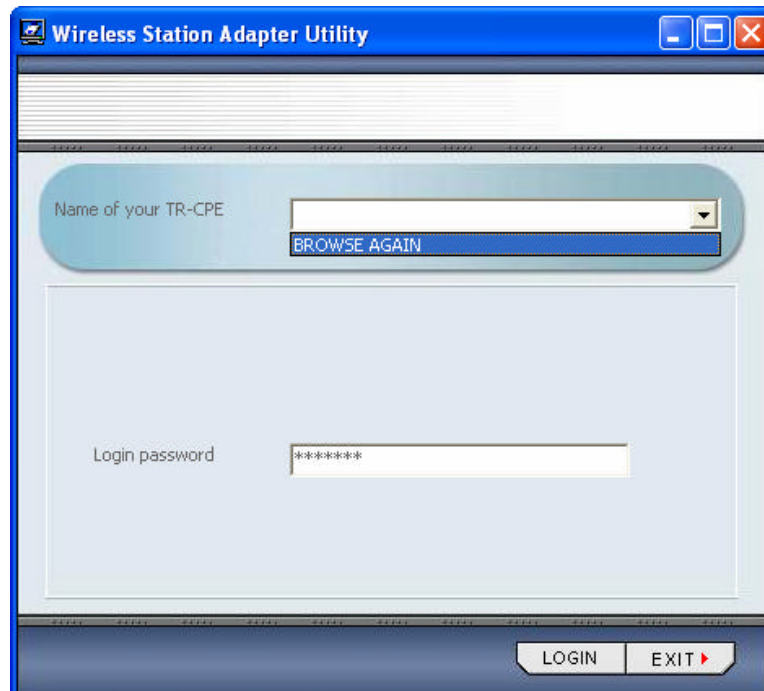 Wireless Station Adapter Utility
Name of your TR-CPE
BROWSE AGAIN
Login password
*******
LOGIN
EXIT